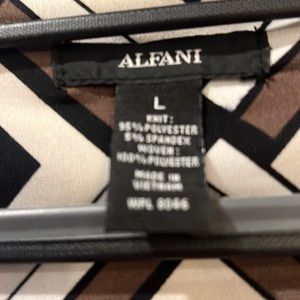 ALFANI
L
KNIT:
95% POLYESTER
5% SPANDEX
WOVEN:
100% POLYESTER
MADE IN
VIETNAM
WPL